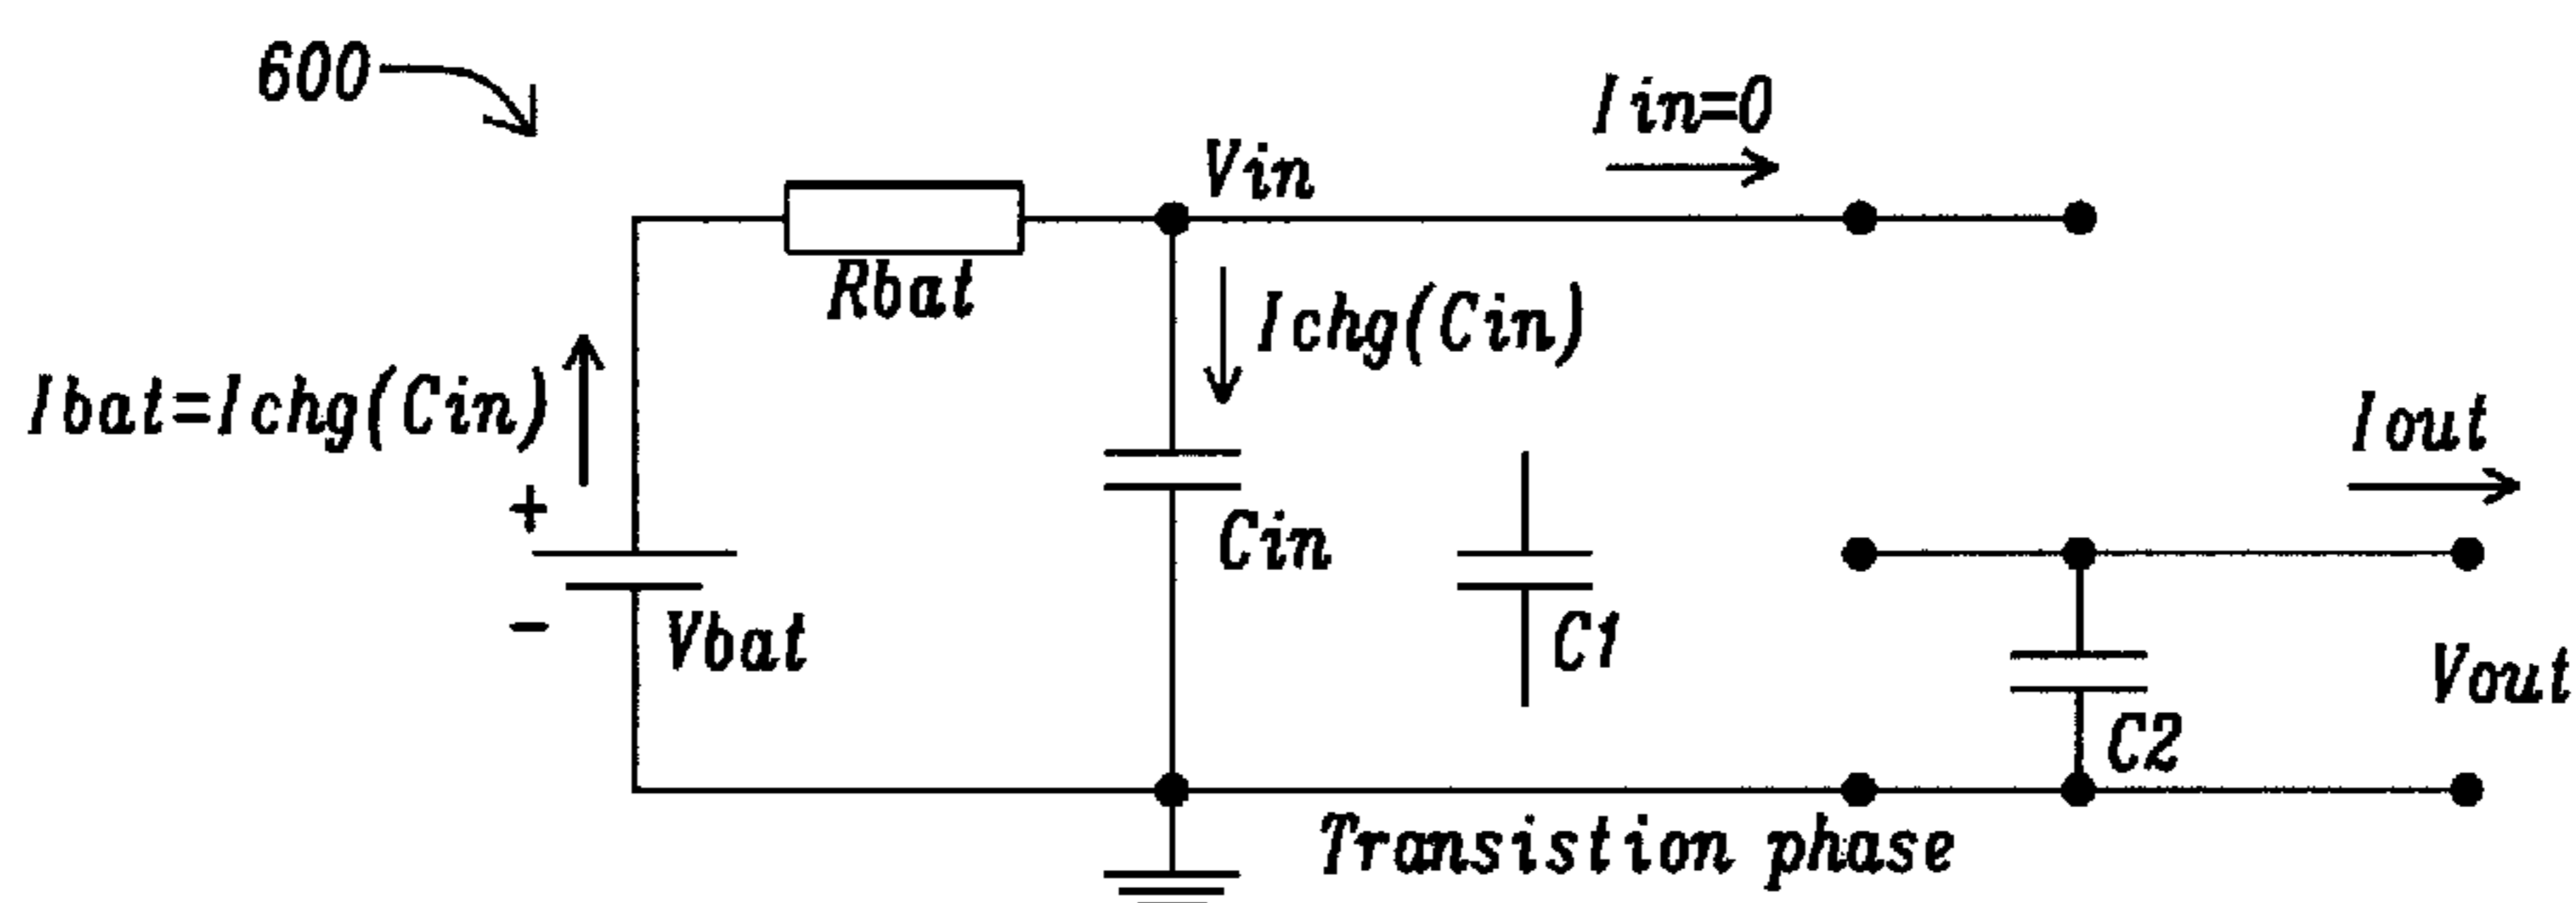 600
Iin=0
Vin
Rbat
Ichg(Cin)
Ibat=Ichg(Cin)
Iout
+
Cin
-
Vbat
C1
Vout
C2
Transistion phase